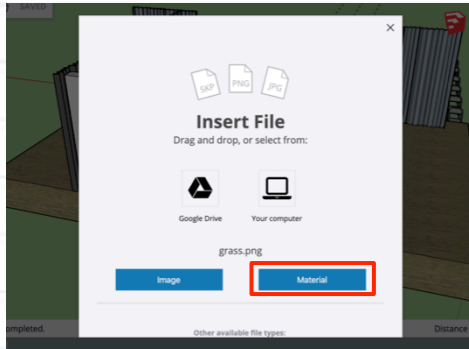 SAVED
SKP PNG JPG
Insert File
Drag and drop, or select from:
Google Drive Your computer
grass.png
Image Material
Other available file types:
ompleted. Distance